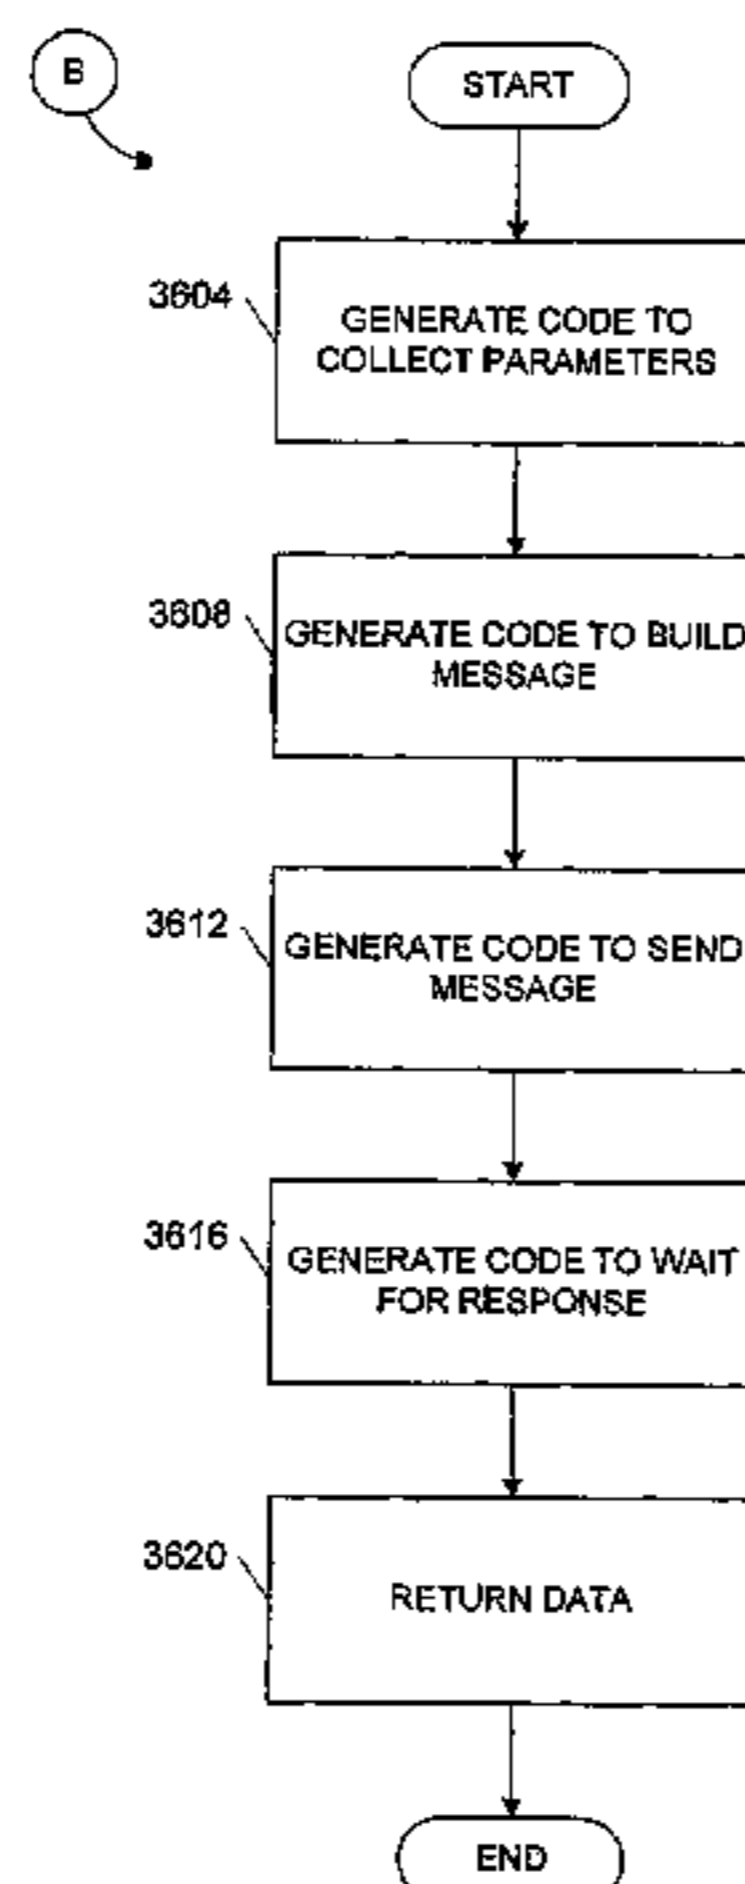 B
START
3604
GENERATE CODE TO
COLLECT PARAMETERS
3608
GENERATE CODE TO BUILD
MESSAGE
3612
GENERATE CODE TO SEND
MESSAGE
3616
GENERATE CODE TO WAIT
FOR RESPONSE
3620
RETURN DATA
END